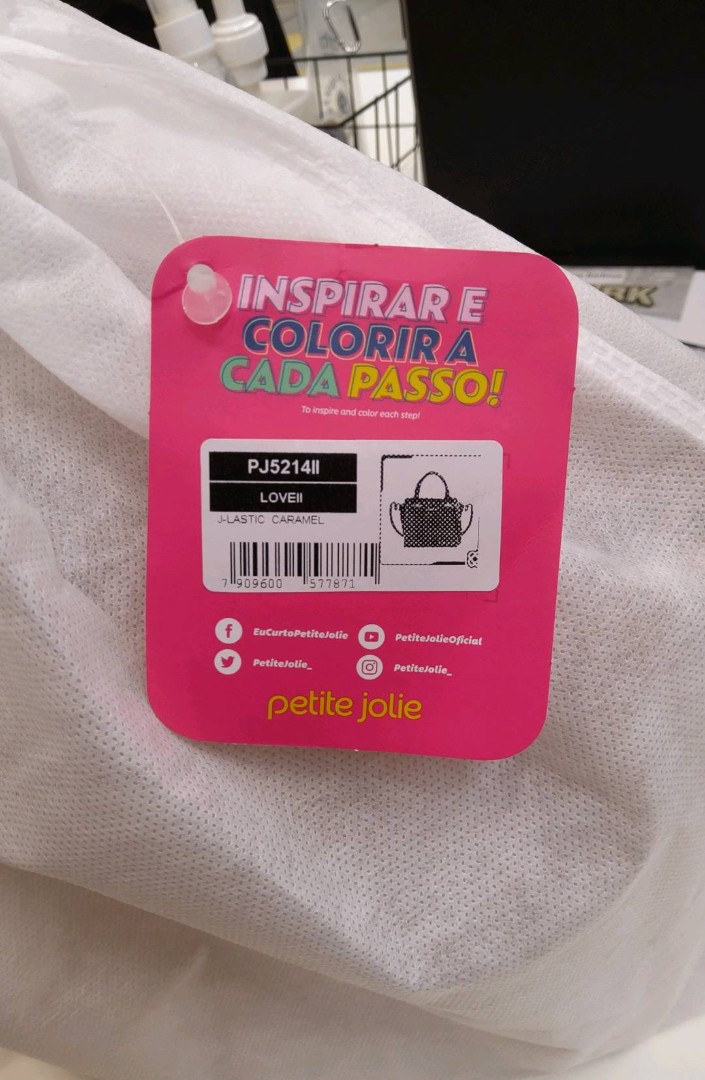 INSPIRAR E
COLORIR A
CADA PASSO!
To inspire and color each step!
PJ5214II
LOVEII
J-LASTIC CARAMEL
7 909600 577871
EuCurtoPetiteJolie
PetiteJolieOficial
PetiteJolie_
PetiteJolie_
petite jolie